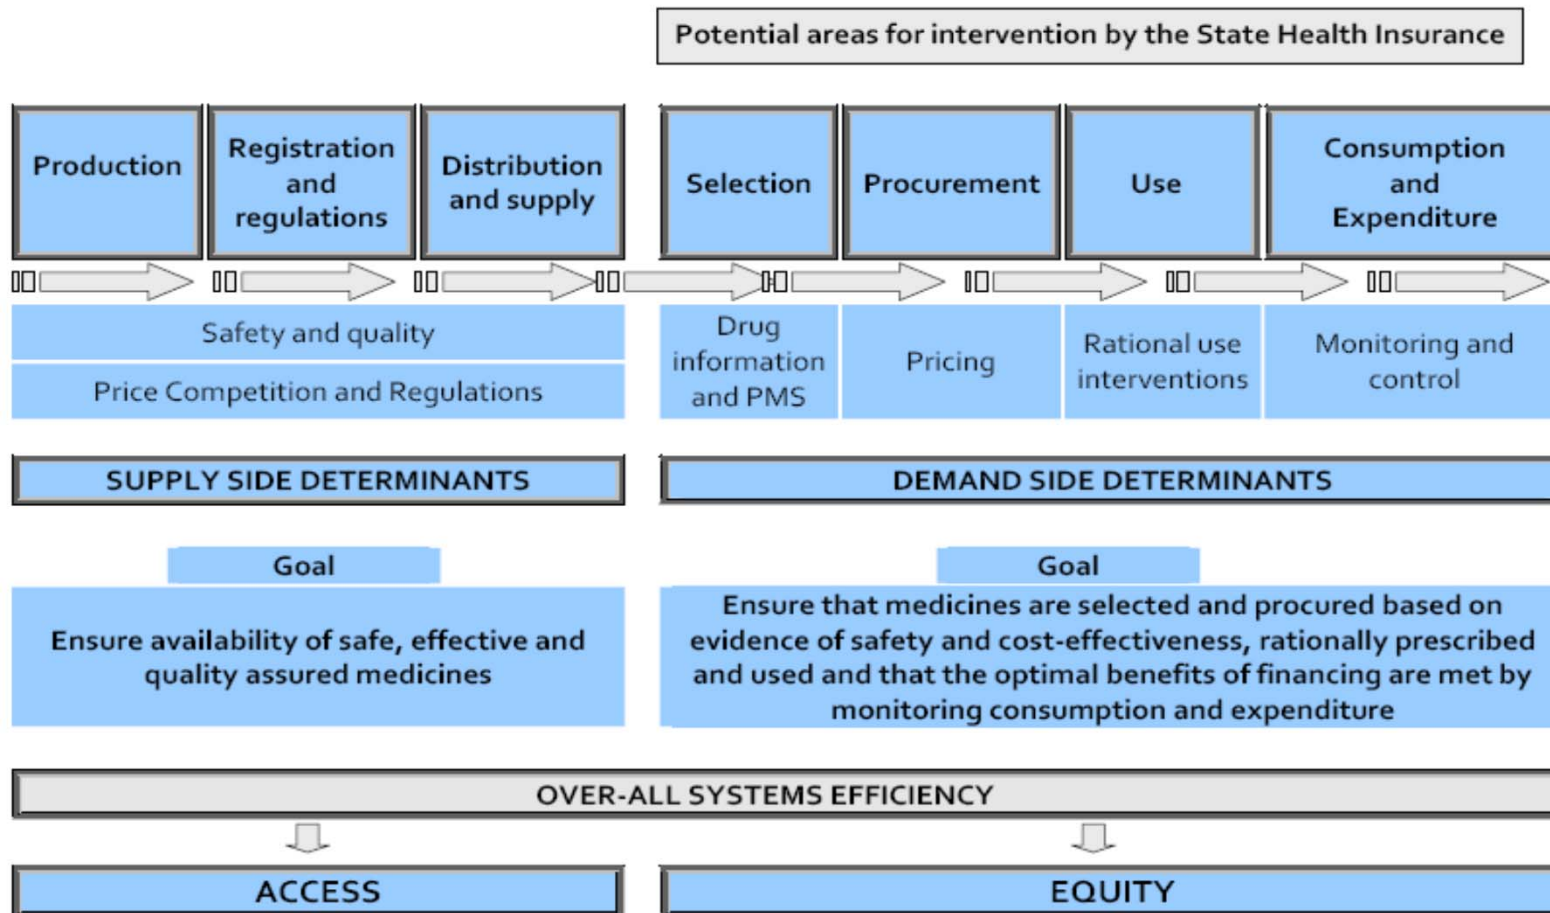 Potential areas for intervention by the State Health Insurance
Production
Registration
and
regulations
Distribution
and supply
Selection
Procurement
Use
Consumption
and
Expenditure
Safety and quality
Price Competition and Regulations
Drug
information
and PMS
Pricing
Rational use
interventions
Monitoring and
control
SUPPLY SIDE DETERMINANTS
DEMAND SIDE DETERMINANTS
Goal
Ensure availability of safe, effective and
quality assured medicines
Goal
Ensure that medicines are selected and procured based on
evidence of safety and cost-effectiveness, rationally prescribed
and used and that the optimal benefits of financing are met by
monitoring consumption and expenditure
OVER-ALL SYSTEMS EFFICIENCY
ACCESS
EQUITY